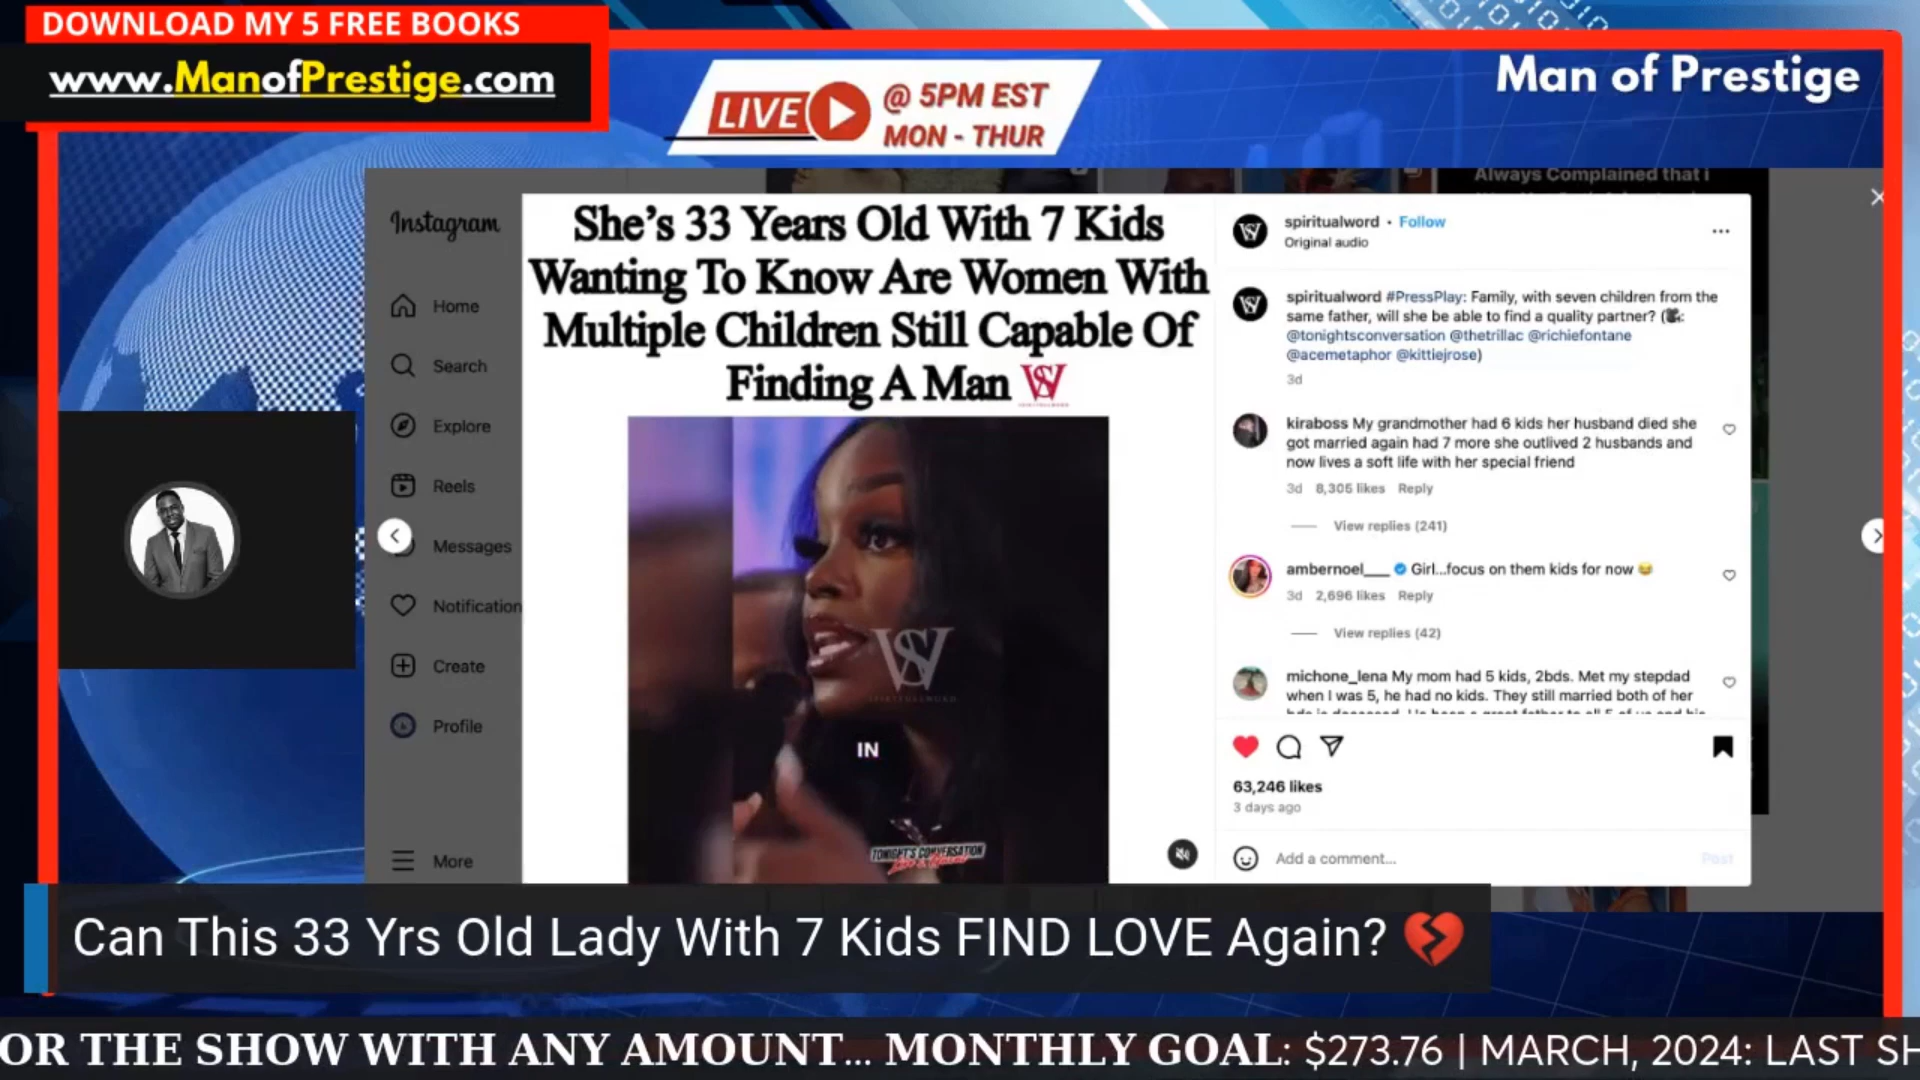 DOWNLOAD MY 5 FREE BOOKS
www.ManofPrestige.com
LIVE
@ 5PM EST
MON - THUR
Man of Prestige
Always Complained that i
Instagram
Home
Search
Explore
Reels
Messages
Notification
Create
Profile
More
She's 33 Years Old With 7 Kids
Wanting To Know Are Women With
Multiple Children Still Capable Of
Finding A Man
IN
TONIGHT'S CONVERSATION
spiritualword • Follow
Original audio
spiritualword #PressPlay: Family, with seven children from the
same father, will she be able to find a quality partner? (🎥:
@tonightsconversation @thetrillac @richiefontane
@acemetaphor @kittiejrose)
3d
kiraboss My grandmother had 6 kids her husband died she
got married again had 7 more she outlived 2 husbands and
now lives a soft life with her special friend
3d 8,305 likes Reply
View replies (241)
ambernoel___ Girl...focus on them kids for now 😂
3d 2,696 likes Reply
View replies (42)
michone_lena My mom had 5 kids, 2bds. Met my stepdad
when I was 5, he had no kids. They still married both of her
63,246 likes
3 days ago
Add a comment...
Post
Can This 33 Yrs Old Lady With 7 Kids FIND LOVE Again? 💔
OR THE SHOW WITH ANY AMOUNT... MONTHLY GOAL: $273.76 | MARCH, 2024: LAST SH